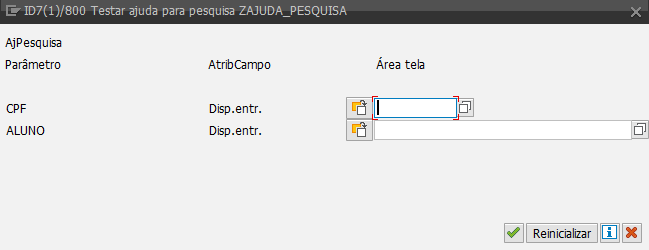 ID7(1)/800 Testar ajuda para pesquisa ZAJUDA_PESQUISA
AjPesquisa
Parâmetro AtribCampo Área tela
CPF Disp.entr.
ALUNO Disp.entr.
Reinicializar